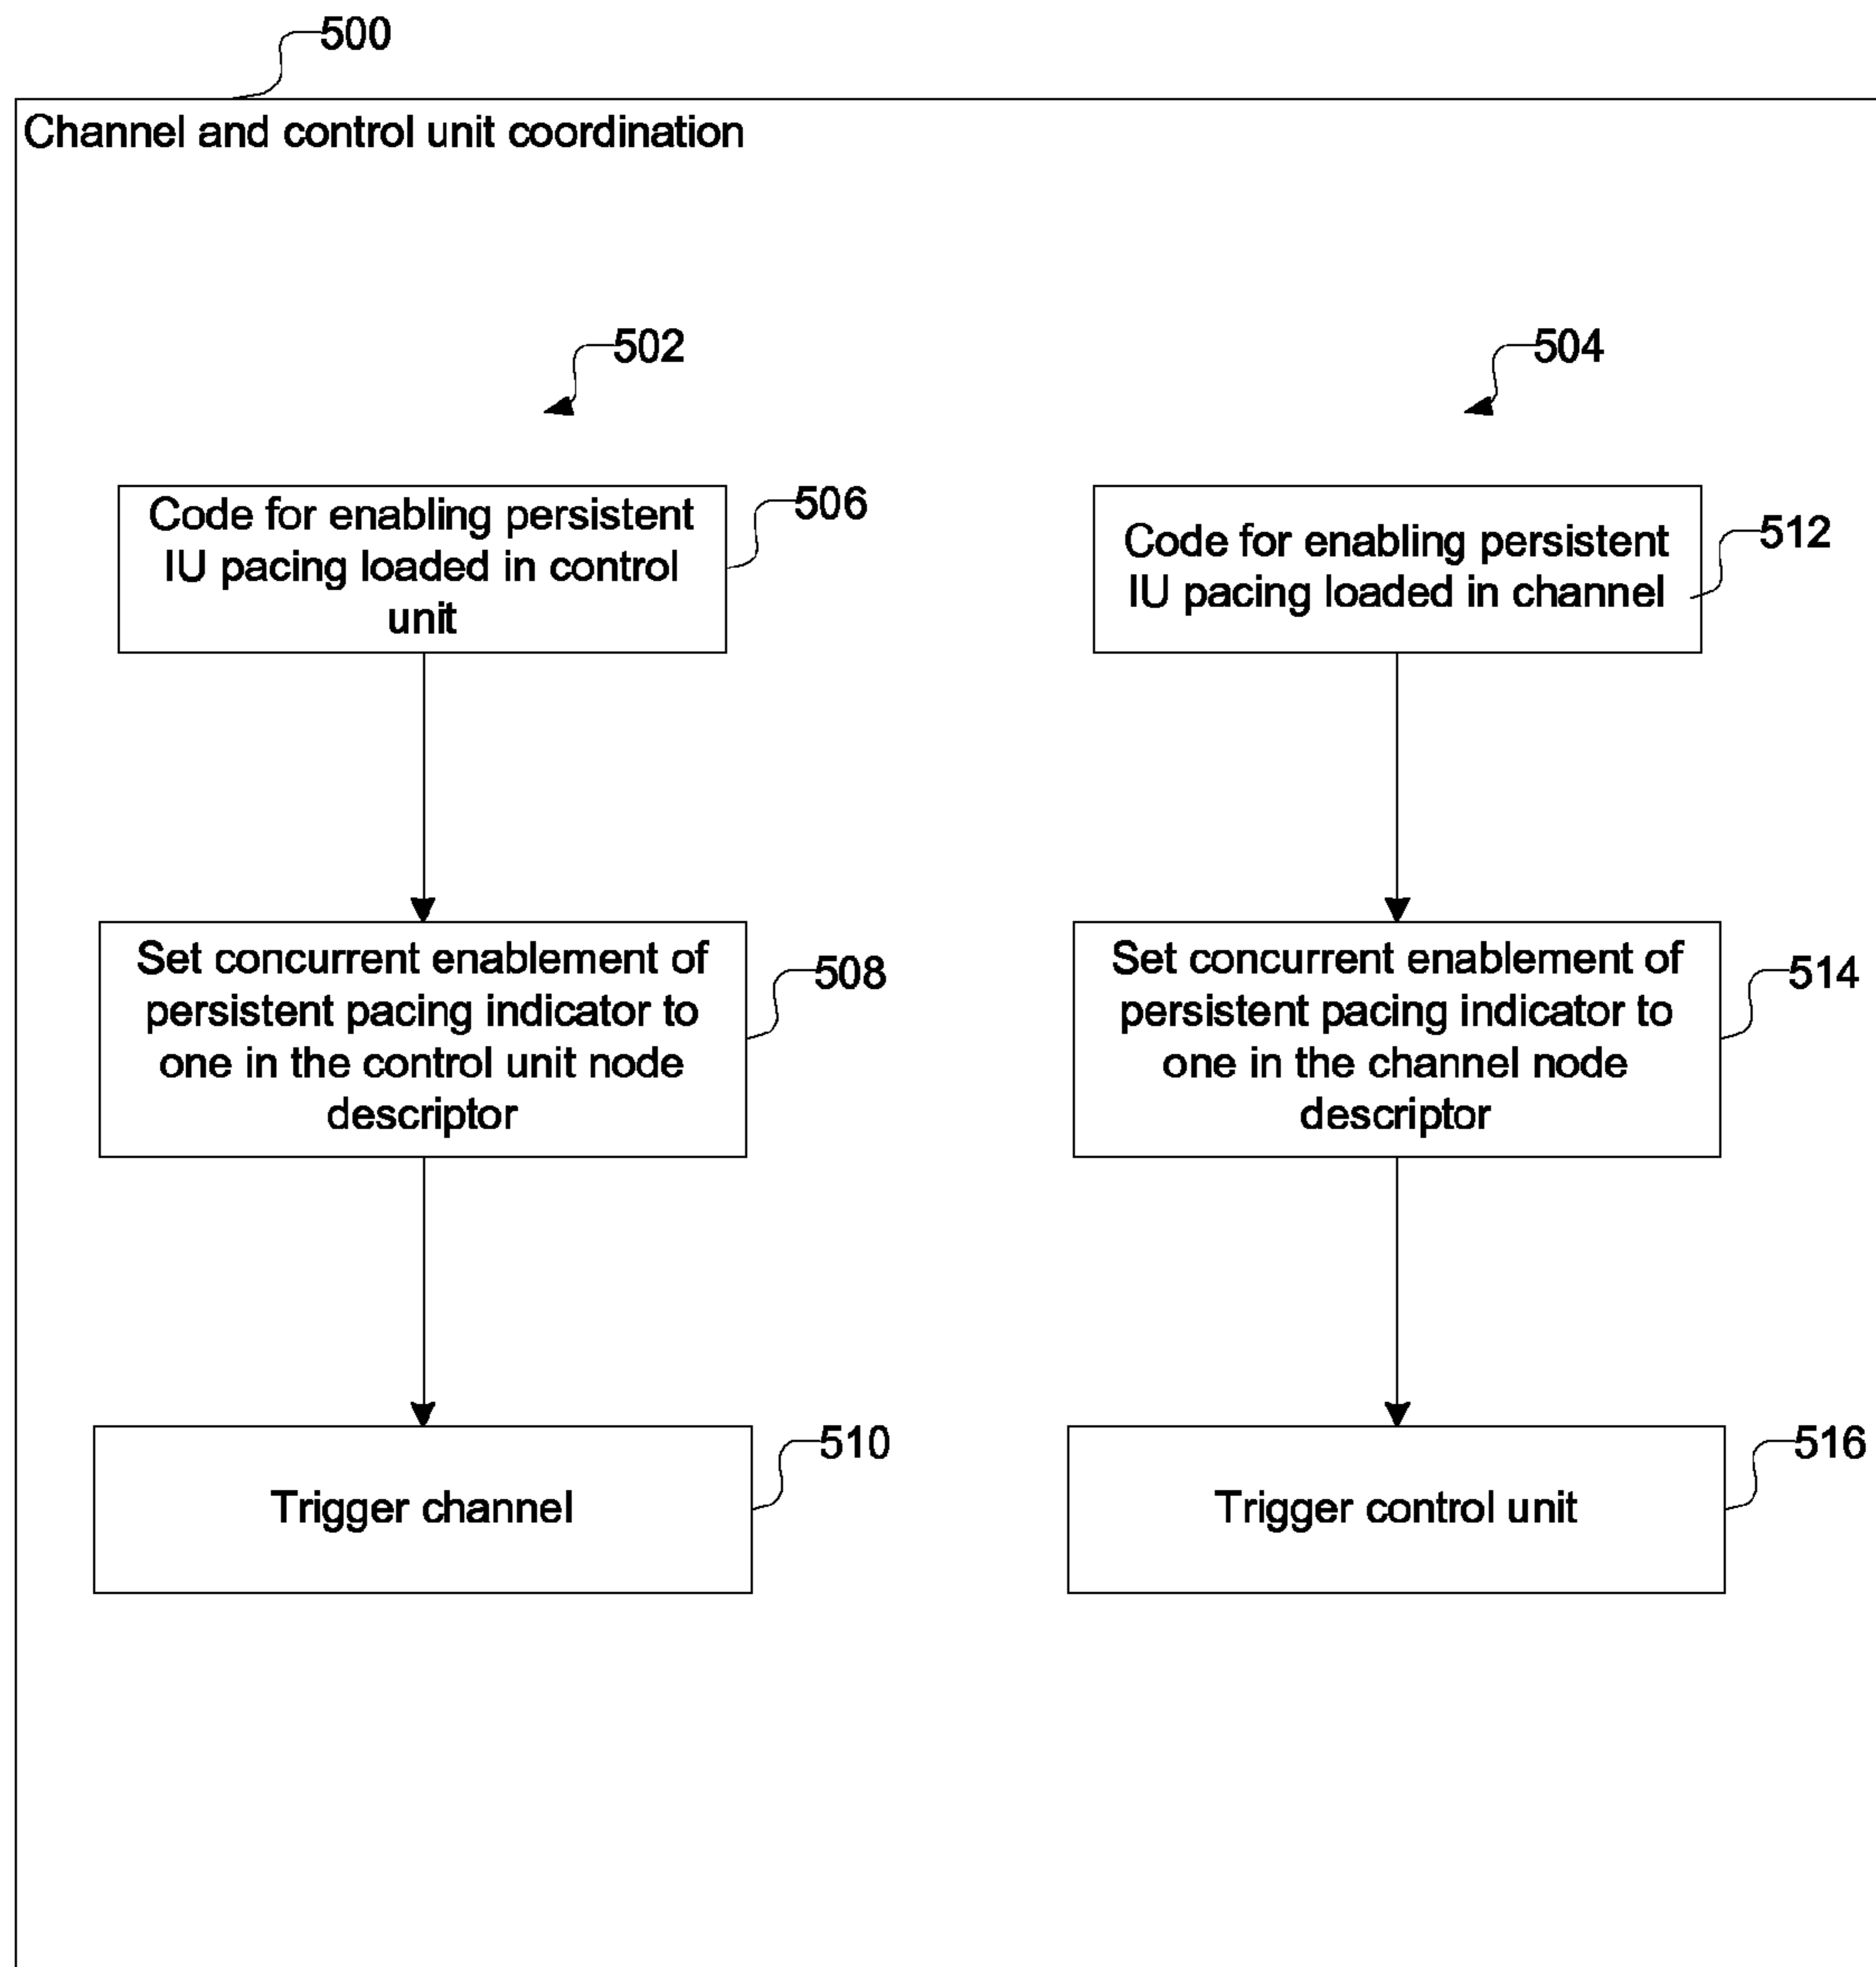 500
Channel and control unit coordination
502
504
Code for enabling persistent
IU pacing loaded in control
unit
506
Code for enabling persistent
IU pacing loaded in channel
512
Set concurrent enablement of
persistent pacing indicator to
one in the control unit node
descriptor
508
Set concurrent enablement of
persistent pacing indicator to
one in the channel node
descriptor
514
Trigger channel
510
Trigger control unit
516